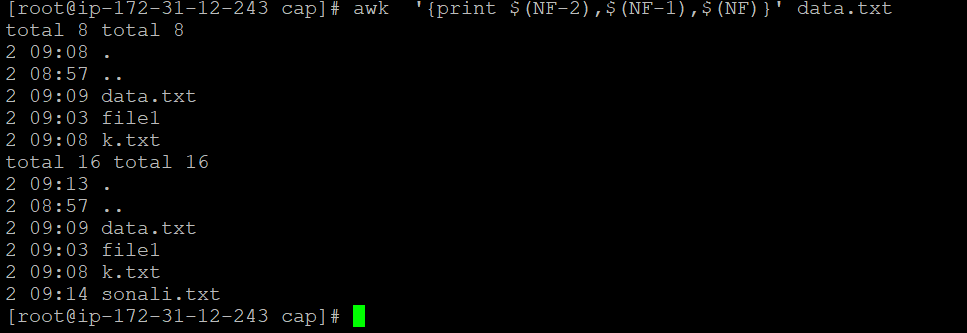 [root@ip-172-31-12-243 cap]# awk  '{print $(NF-2),$(NF-1),$(NF)}' data.txt
total 8 total 8
2 09:08 .
2 08:57 ..
2 09:09 data.txt
2 09:03 file1
2 09:08 k.txt
total 16 total 16
2 09:13 .
2 08:57 ..
2 09:09 data.txt
2 09:03 file1
2 09:08 k.txt
2 09:14 sonali.txt
[root@ip-172-31-12-243 cap]#